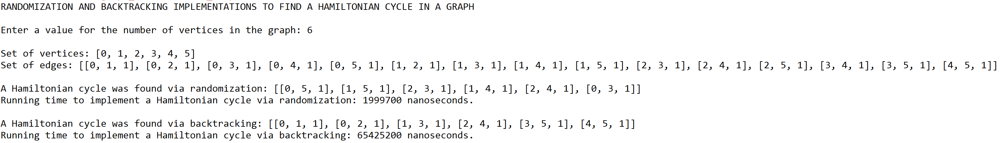 RANDOMIZATION AND BACKTRACKING IMPLEMENTATIONS TO FIND A HAMILTONIAN CYCLE IN A GRAPH
Enter a value for the number of vertices in the graph: 6
Set of vertices: [0, 1, 2, 3, 4, 5]
Set of edges: [[0, 1, 1], [0, 2, 1], [0, 3, 1], [0, 4, 1], [0, 5, 1], [1, 2, 1], [1, 3, 1], [1, 4, 1], [1, 5, 1], [2, 3, 1], [2, 4, 1], [2, 5, 1], [3, 4, 1], [3, 5, 1], [4, 5, 1]]
A Hamiltonian cycle was found via randomization: [[0, 5, 1], [1, 5, 1], [2, 3, 1], [1, 4, 1], [2, 4, 1], [0, 3, 1]]
Running time to implement a Hamiltonian cycle via randomization: 1999700 nanoseconds.
A Hamiltonian cycle was found via backtracking: [[0, 1, 1], [0, 2, 1], [1, 3, 1], [2, 4, 1], [3, 5, 1], [4, 5, 1]]
Running time to implement a Hamiltonian cycle via backtracking: 65425200 nanoseconds.